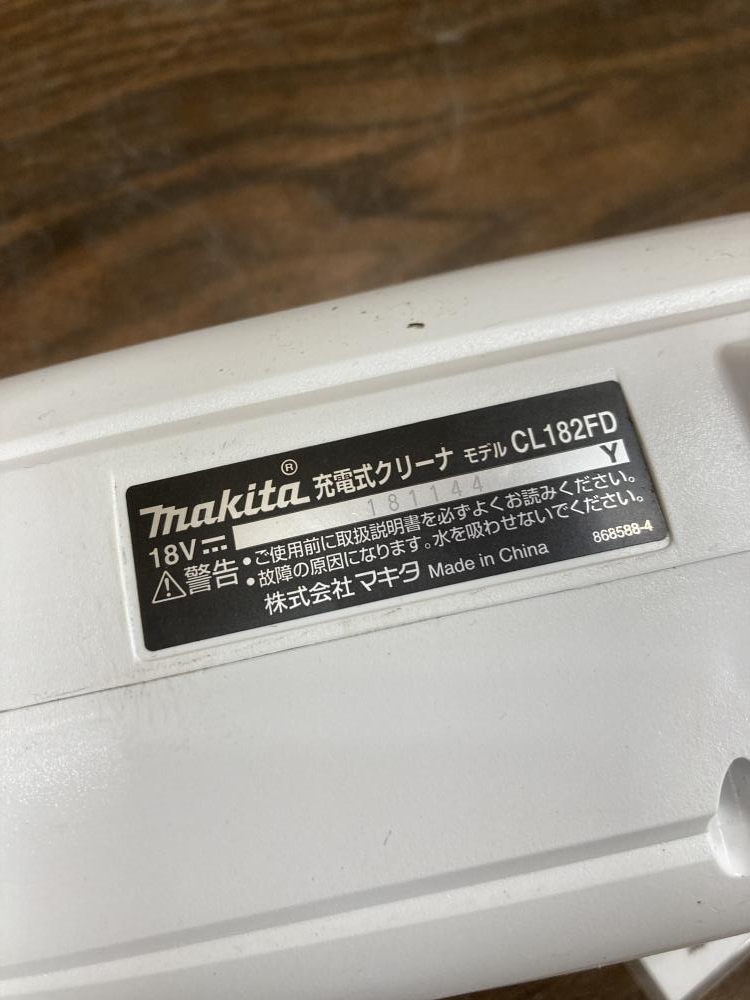 makita® 充電式クリーナ モデル CL182FD
18V⎓ 181144 Y
⚠警告 •ご使用前に取扱説明書を必ずよくお読みください。
•故障の原因になります。水を吸わせないでください。
株式会社 マキタ Made in China 868588-4